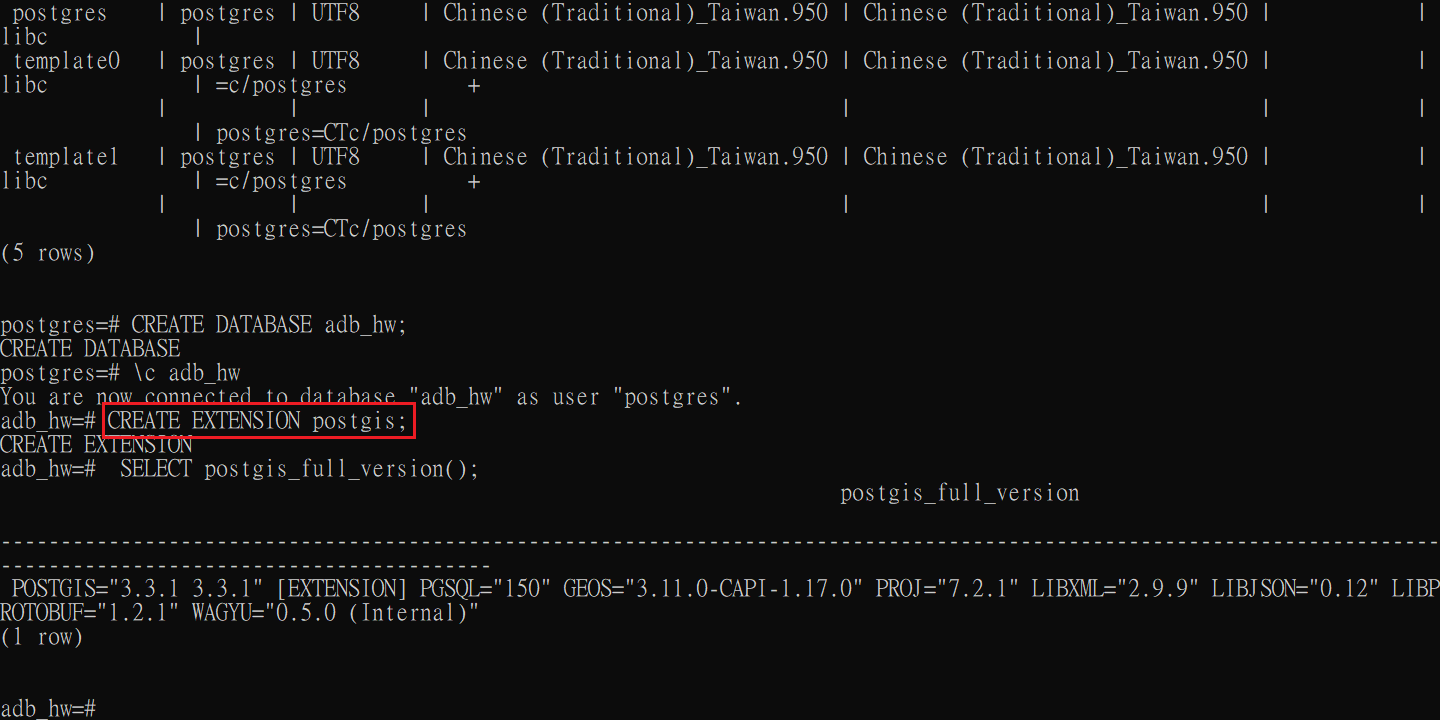 postgres | postgres | UTF8 | Chinese (Traditional)_Taiwan.950 | Chinese (Traditional)_Taiwan.950 | |
libc |
template0 | postgres | UTF8 | Chinese (Traditional)_Taiwan.950 | Chinese (Traditional)_Taiwan.950 | |
libc | =c/postgres +
| | | | | |
| postgres=CTc/postgres
template1 | postgres | UTF8 | Chinese (Traditional)_Taiwan.950 | Chinese (Traditional)_Taiwan.950 | |
libc | =c/postgres +
| | | | | |
| postgres=CTc/postgres
(5 rows)
postgres=# CREATE DATABASE adb_hw;
CREATE DATABASE
postgres=# \c adb_hw
You are now connected to database "adb_hw" as user "postgres".
adb_hw=# CREATE EXTENSION postgis;
CREATE EXTENSION
adb_hw=#  SELECT postgis_full_version();
postgis_full_version
------------------------------------------------------------------------------------------------------------------------
-----------------------------------------
POSTGIS="3.3.1 3.3.1" [EXTENSION] PGSQL="150" GEOS="3.11.0-CAPI-1.17.0" PROJ="7.2.1" LIBXML="2.9.9" LIBJSON="0.12" LIBP
ROTOBUF="1.2.1" WAGYU="0.5.0 (Internal)"
(1 row)
adb_hw=#